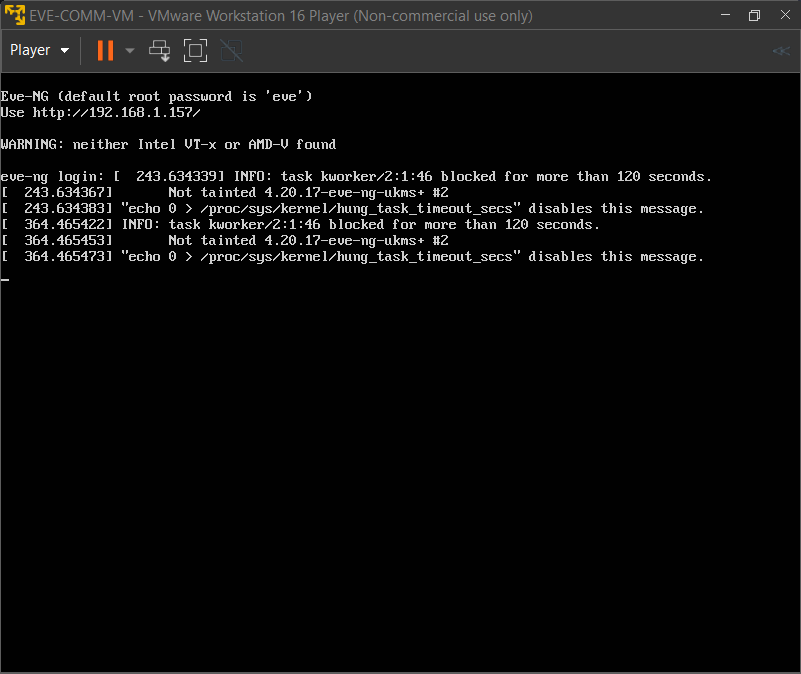 EVE-COMM-VM - VMware Workstation 16 Player (Non-commercial use only)
Player
Eve-NG (default root password is 'eve')
Use http://192.168.1.157/
WARNING: neither Intel VT-x or AMD-V found
eve-ng login: [  243.634339] INFO: task kworker/2:1:46 blocked for more than 120 seconds.
[  243.634367]       Not tainted 4.20.17-eve-ng-ukms+ #2
[  243.634383] "echo 0 > /proc/sys/kernel/hung_task_timeout_secs" disables this message.
[  364.465422] INFO: task kworker/2:1:46 blocked for more than 120 seconds.
[  364.465453]       Not tainted 4.20.17-eve-ng-ukms+ #2
[  364.465473] "echo 0 > /proc/sys/kernel/hung_task_timeout_secs" disables this message.